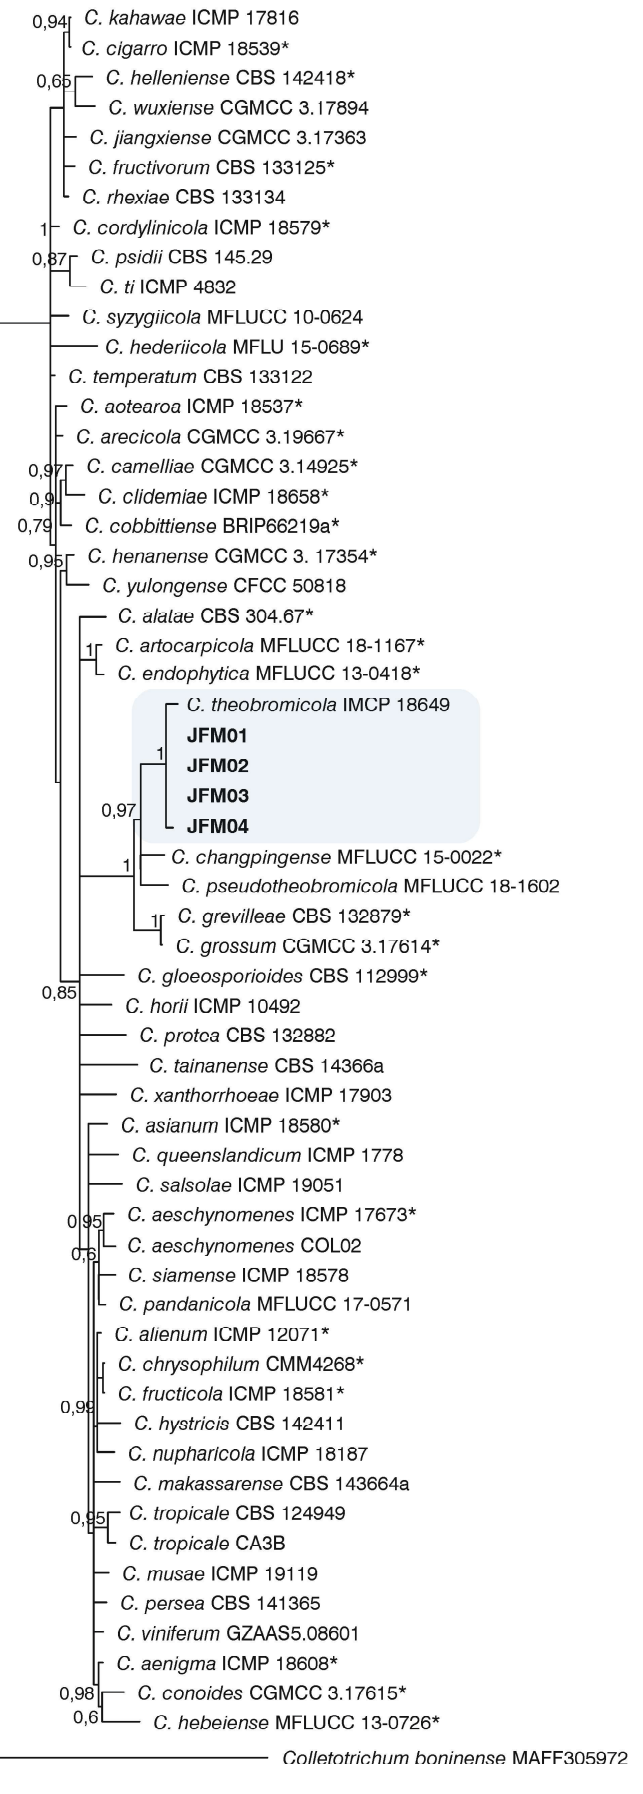 0,94
C. kahawae ICMP 17816
C. cigarro ICMP 18539*
0,65
C. helleniense CBS 142418*
C. wuxiense CGMCC 3.17894
C. jiangxiense CGMCC 3.17363
C. fructivorum CBS 133125*
C. rhexiae CBS 133134
1
C. cordylinicola ICMP 18579*
0,87
C. psidii CBS 145.29
C. ti ICMP 4832
C. syzygiicola MFLUCC 10-0624
C. hederiicola MFLU 15-0689*
C. temperatum CBS 133122
C. aotearoa ICMP 18537*
C. arecicola CGMCC 3.19667*
0,97
C. camelliae CGMCC 3.14925*
0,9
C. clidemiae ICMP 18658*
0,79
C. cobbittiense BRIP66219a*
0,95
C. henanense CGMCC 3. 17354*
C. yulongense CFCC 50818
C. alatae CBS 304.67*
1
C. artocarpicola MFLUCC 18-1167*
C. endophytica MFLUCC 13-0418*
C. theobromicola IMCP 18649
JFM01
1
JFM02
JFM03
0,97
JFM04
1
C. changpingense MFLUCC 15-0022*
C. pseudotheobromicola MFLUCC 18-1602
1
C. grevilleae CBS 132879*
C. grossum CGMCC 3.17614*
C. gloeosporioides CBS 112999*
0,85
C. horii ICMP 10492
C. protea CBS 132882
C. tainanense CBS 14366a
C. xanthorrhoeae ICMP 17903
C. asianum ICMP 18580*
C. queenslandicum ICMP 1778
C. salsolae ICMP 19051
0,95
C. aeschynomenes ICMP 17673*
C. aeschynomenes COL02
0,6
C. siamense ICMP 18578
C. pandanicola MFLUCC 17-0571
C. alienum ICMP 12071*
C. chrysophilum CMM4268*
C. fructicola ICMP 18581*
0,99
C. hystricis CBS 142411
C. nupharicola ICMP 18187
C. makassarense CBS 143664a
0,95
C. tropicale CBS 124949
C. tropicale CA3B
C. musae ICMP 19119
C. persea CBS 141365
C. viniferum GZAAS5.08601
C. aenigma ICMP 18608*
0,98
C. conoides CGMCC 3.17615*
0,6
C. hebeiense MFLUCC 13-0726*
Colletotrichum boninense MAFF305972